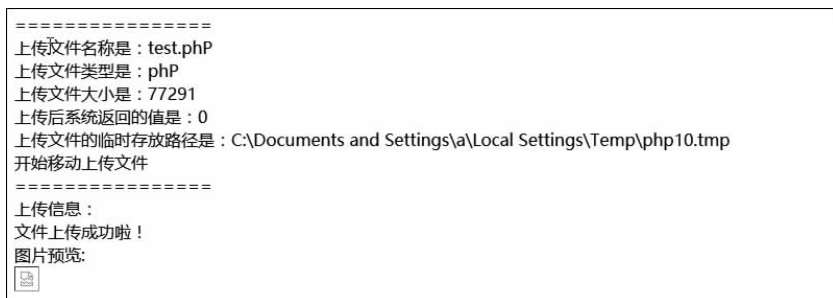 ================
上传文件名称是：test.phP
上传文件类型是：phP
上传文件大小是：77291
上传后系统返回的值是：0
上传文件的临时存放路径是：C:\Documents and Settings\a\Local Settings\Temp\php10.tmp
开始移动上传文件
================
上传信息：
文件上传成功啦！
图片预览: